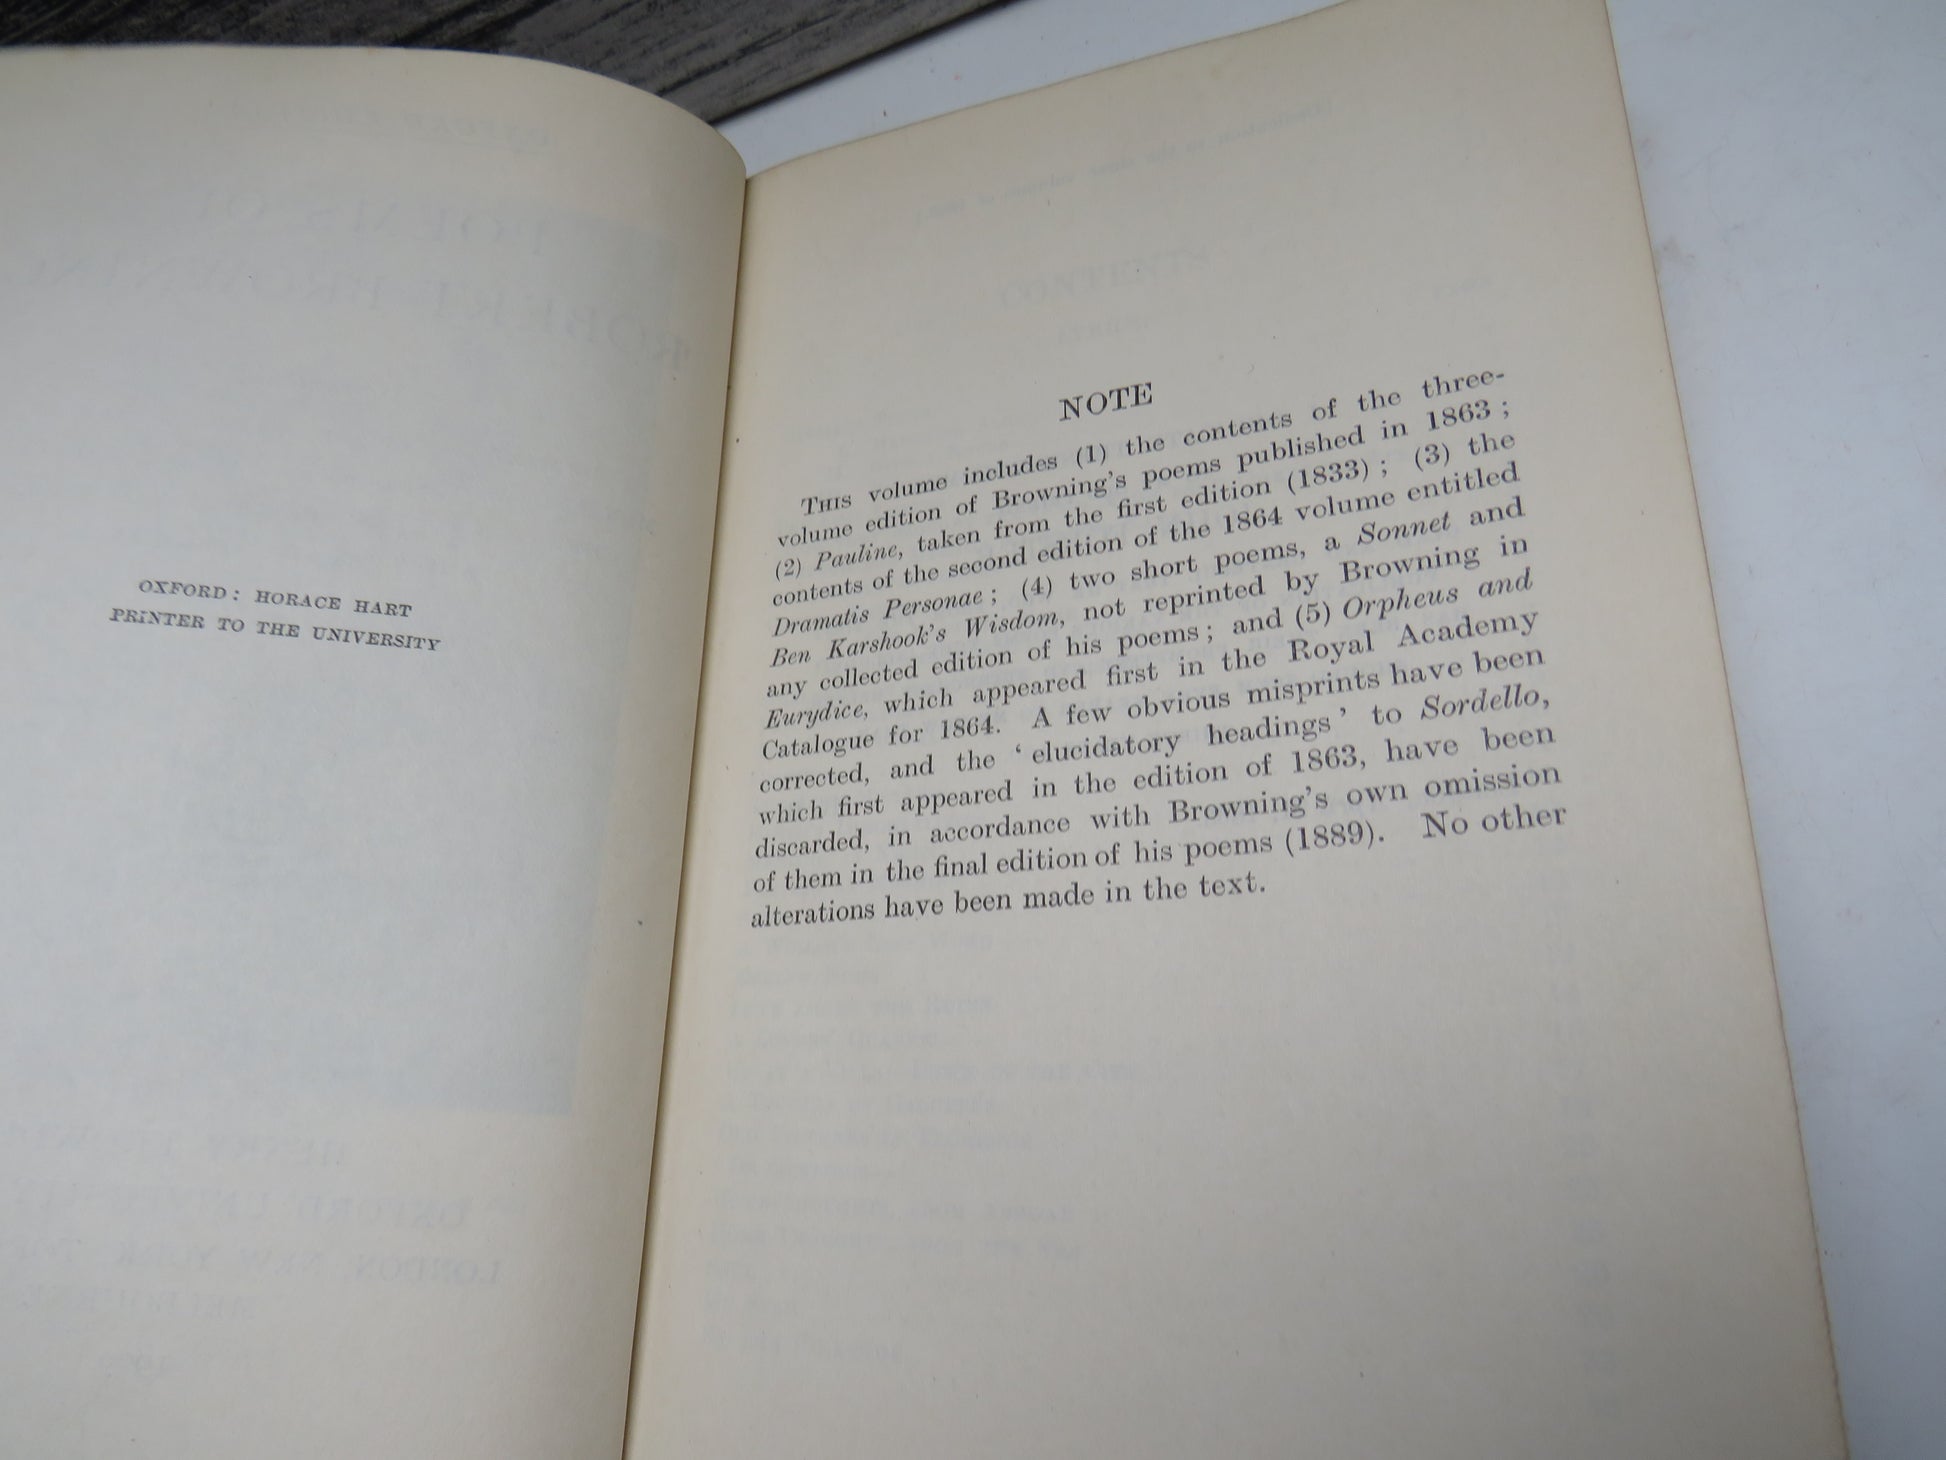 OXFORD: HORACE HART
PRINTER TO THE UNIVERSITY
NOTE
THIS volume includes (1) the contents of the three-
volume edition of Browning's poems published in 1863 ;
(2) Pauline, taken from the first edition (1833) ; (3) the
contents of the second edition of the 1864 volume entitled
Dramatis Personae ; (4) two short poems, a Sonnet and
Ben Karshook's Wisdom, not reprinted by Browning in
any collected edition of his poems ; and (5) Orpheus and
Eurydice, which appeared first in the Royal Academy
Catalogue for 1864. A few obvious misprints have been
corrected, and the ‘ elucidatory headings ’ to Sordello,
which first appeared in the edition of 1863, have been
discarded, in accordance with Browning's own omission
of them in the final edition of his poems (1889). No other
alterations have been made in the text.